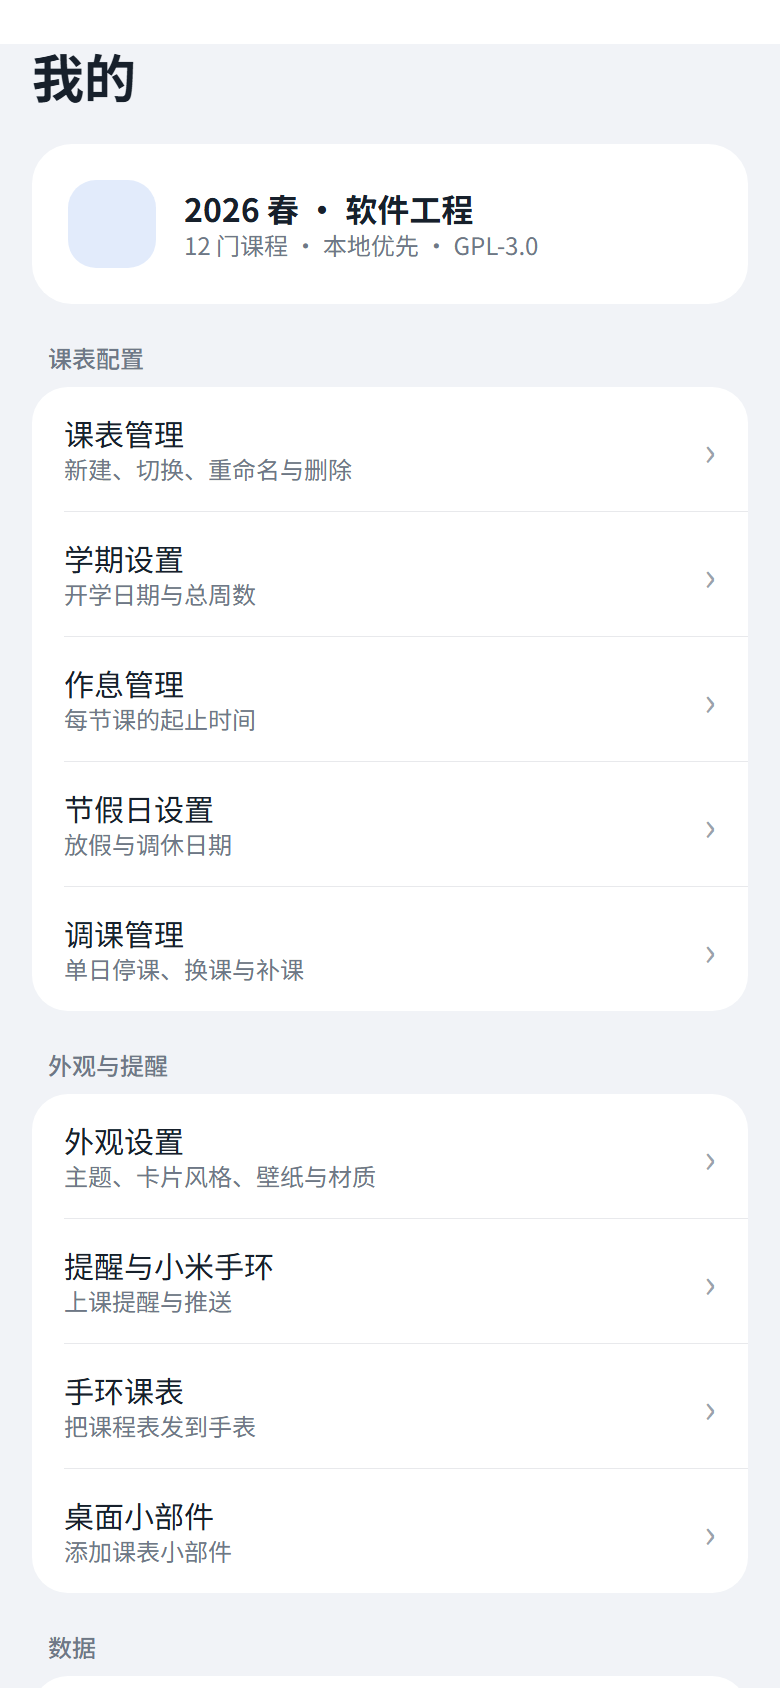 我的
2026 春 · 软件工程
12 门课程 · 本地优先 · GPL-3.0
课表配置
课表管理
新建、切换、重命名与删除
学期设置
开学日期与总周数
作息管理
每节课的起止时间
节假日设置
放假与调休日期
调课管理
单日停课、换课与补课
外观与提醒
外观设置
主题、卡片风格、壁纸与材质
提醒与小米手环
上课提醒与推送
手环课表
把课程表发到手表
桌面小部件
添加课表小部件
数据